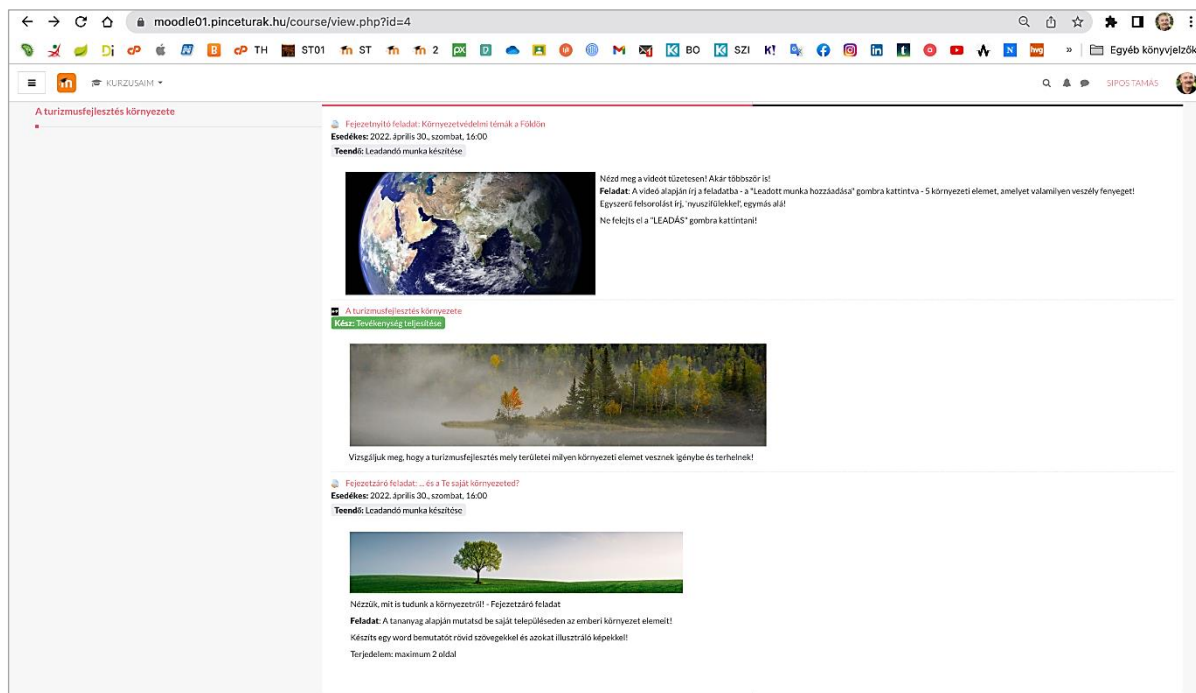 moodle01.pinceturak.hu/course/view.php?id=4
TH ST01 ST 2 BO SZI K! » Egyéb könyvjelzők
KURZUSAIM SIPOS TAMÁS
A turizmusfejlesztés környezete
Fejezetnyitó feladat: Környezetvédelmi témák a Földön
Esedékes: 2022. április 30., szombat, 16:00
Teendő: Leadandó munka készítése
Nézd meg a videót tüzetesen! Akár többször is!
Feladat: A videó alapján írj a feladatba - a "Leadott munka hozzáadása" gombra kattintva - 5 környezeti elemet, amelyet valamilyen veszély fenyeget!
Egyszerű felsorolást írj, 'nyuszifülekkel', egymás alá!
Ne felejts el a "LEADÁS" gombra kattintani!
A turizmusfejlesztés környezete
Kész: Tevékenység teljesítése
Vizsgáljuk meg, hogy a turizmusfejlesztés mely területei milyen környezeti elemet vesznek igénybe és terhelnek!
Fejezetzáró feladat: ... és a Te saját környezeted?
Esedékes: 2022. április 30., szombat, 16:00
Teendő: Leadandó munka készítése
Nézzük, mit is tudunk a környezetről! - Fejezetzáró feladat
Feladat: A tananyag alapján mutatsd be saját településeden az emberi környezet elemeit!
Készíts egy word bemutatót rövid szövegekkel és azokat illusztráló képekkel!
Terjedelem: maximum 2 oldal